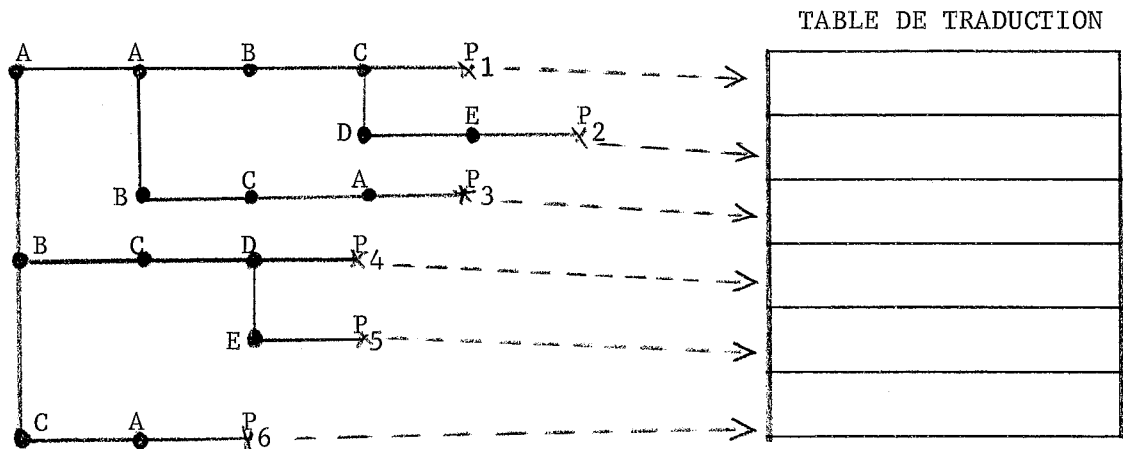 TABLE DE TRADUCTION
A A B C P1
D E P2
B C A P3
B C D P4
E P5
C A P6